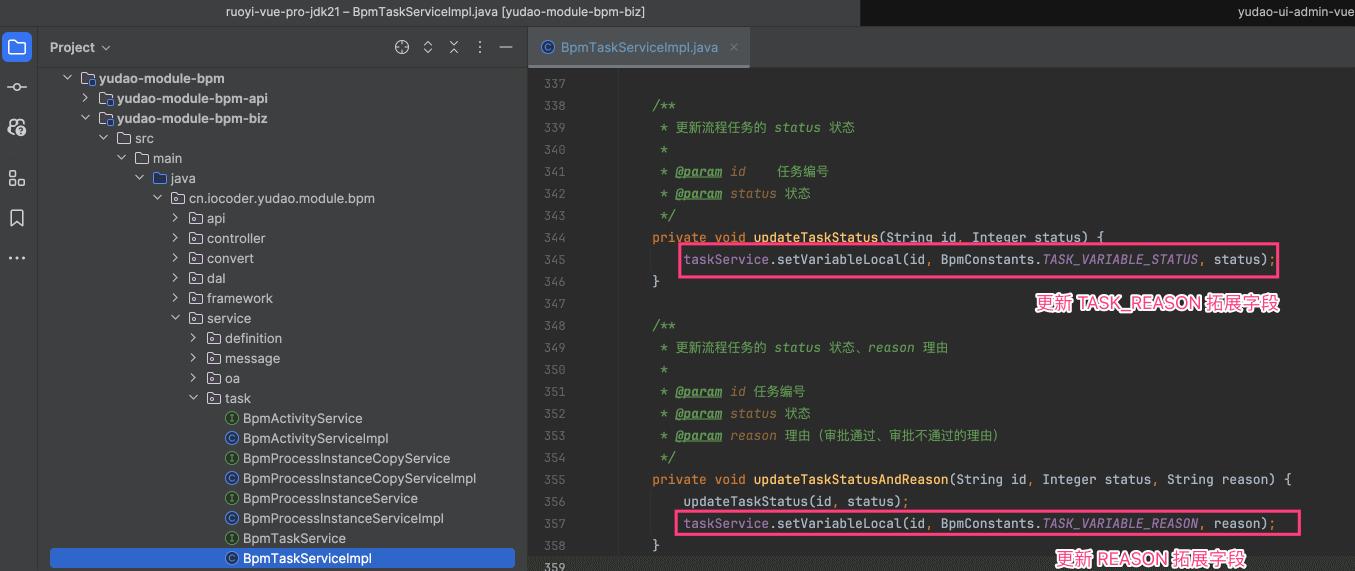 ruoyi-vue-pro-jdk21 – BpmTaskServiceImpl.java [yudao-module-bpm-biz]
yudao-ui-admin-vue
Project
BpmTaskServiceImpl.java
yudao-module-bpm
yudao-module-bpm-api
yudao-module-bpm-biz
src
main
java
cn.iocoder.yudao.module.bpm
api
controller
convert
dal
framework
service
definition
message
oa
task
BpmActivityService
BpmActivityServiceImpl
BpmProcessInstanceCopyService
BpmProcessInstanceCopyServiceImpl
BpmProcessInstanceService
BpmProcessInstanceServiceImpl
BpmTaskService
BpmTaskServiceImpl
337
338 /**
339 * 更新流程任务的 status 状态
340 *
341 * @param id 任务编号
342 * @param status 状态
343 */
344 private void updateTaskStatus(String id, Integer status) {
345 taskService.setVariableLocal(id, BpmConstants.TASK_VARIABLE_STATUS, status);
346 }
更新 TASK_REASON 拓展字段
347
348 /**
349 * 更新流程任务的 status 状态、reason 理由
350 *
351 * @param id 任务编号
352 * @param status 状态
353 * @param reason 理由（审批通过、审批不通过的理由）
354 */
355 private void updateTaskStatusAndReason(String id, Integer status, String reason) {
356 updateTaskStatus(id, status);
357 taskService.setVariableLocal(id, BpmConstants.TASK_VARIABLE_REASON, reason);
358 }
更新 REASON 拓展字段
359